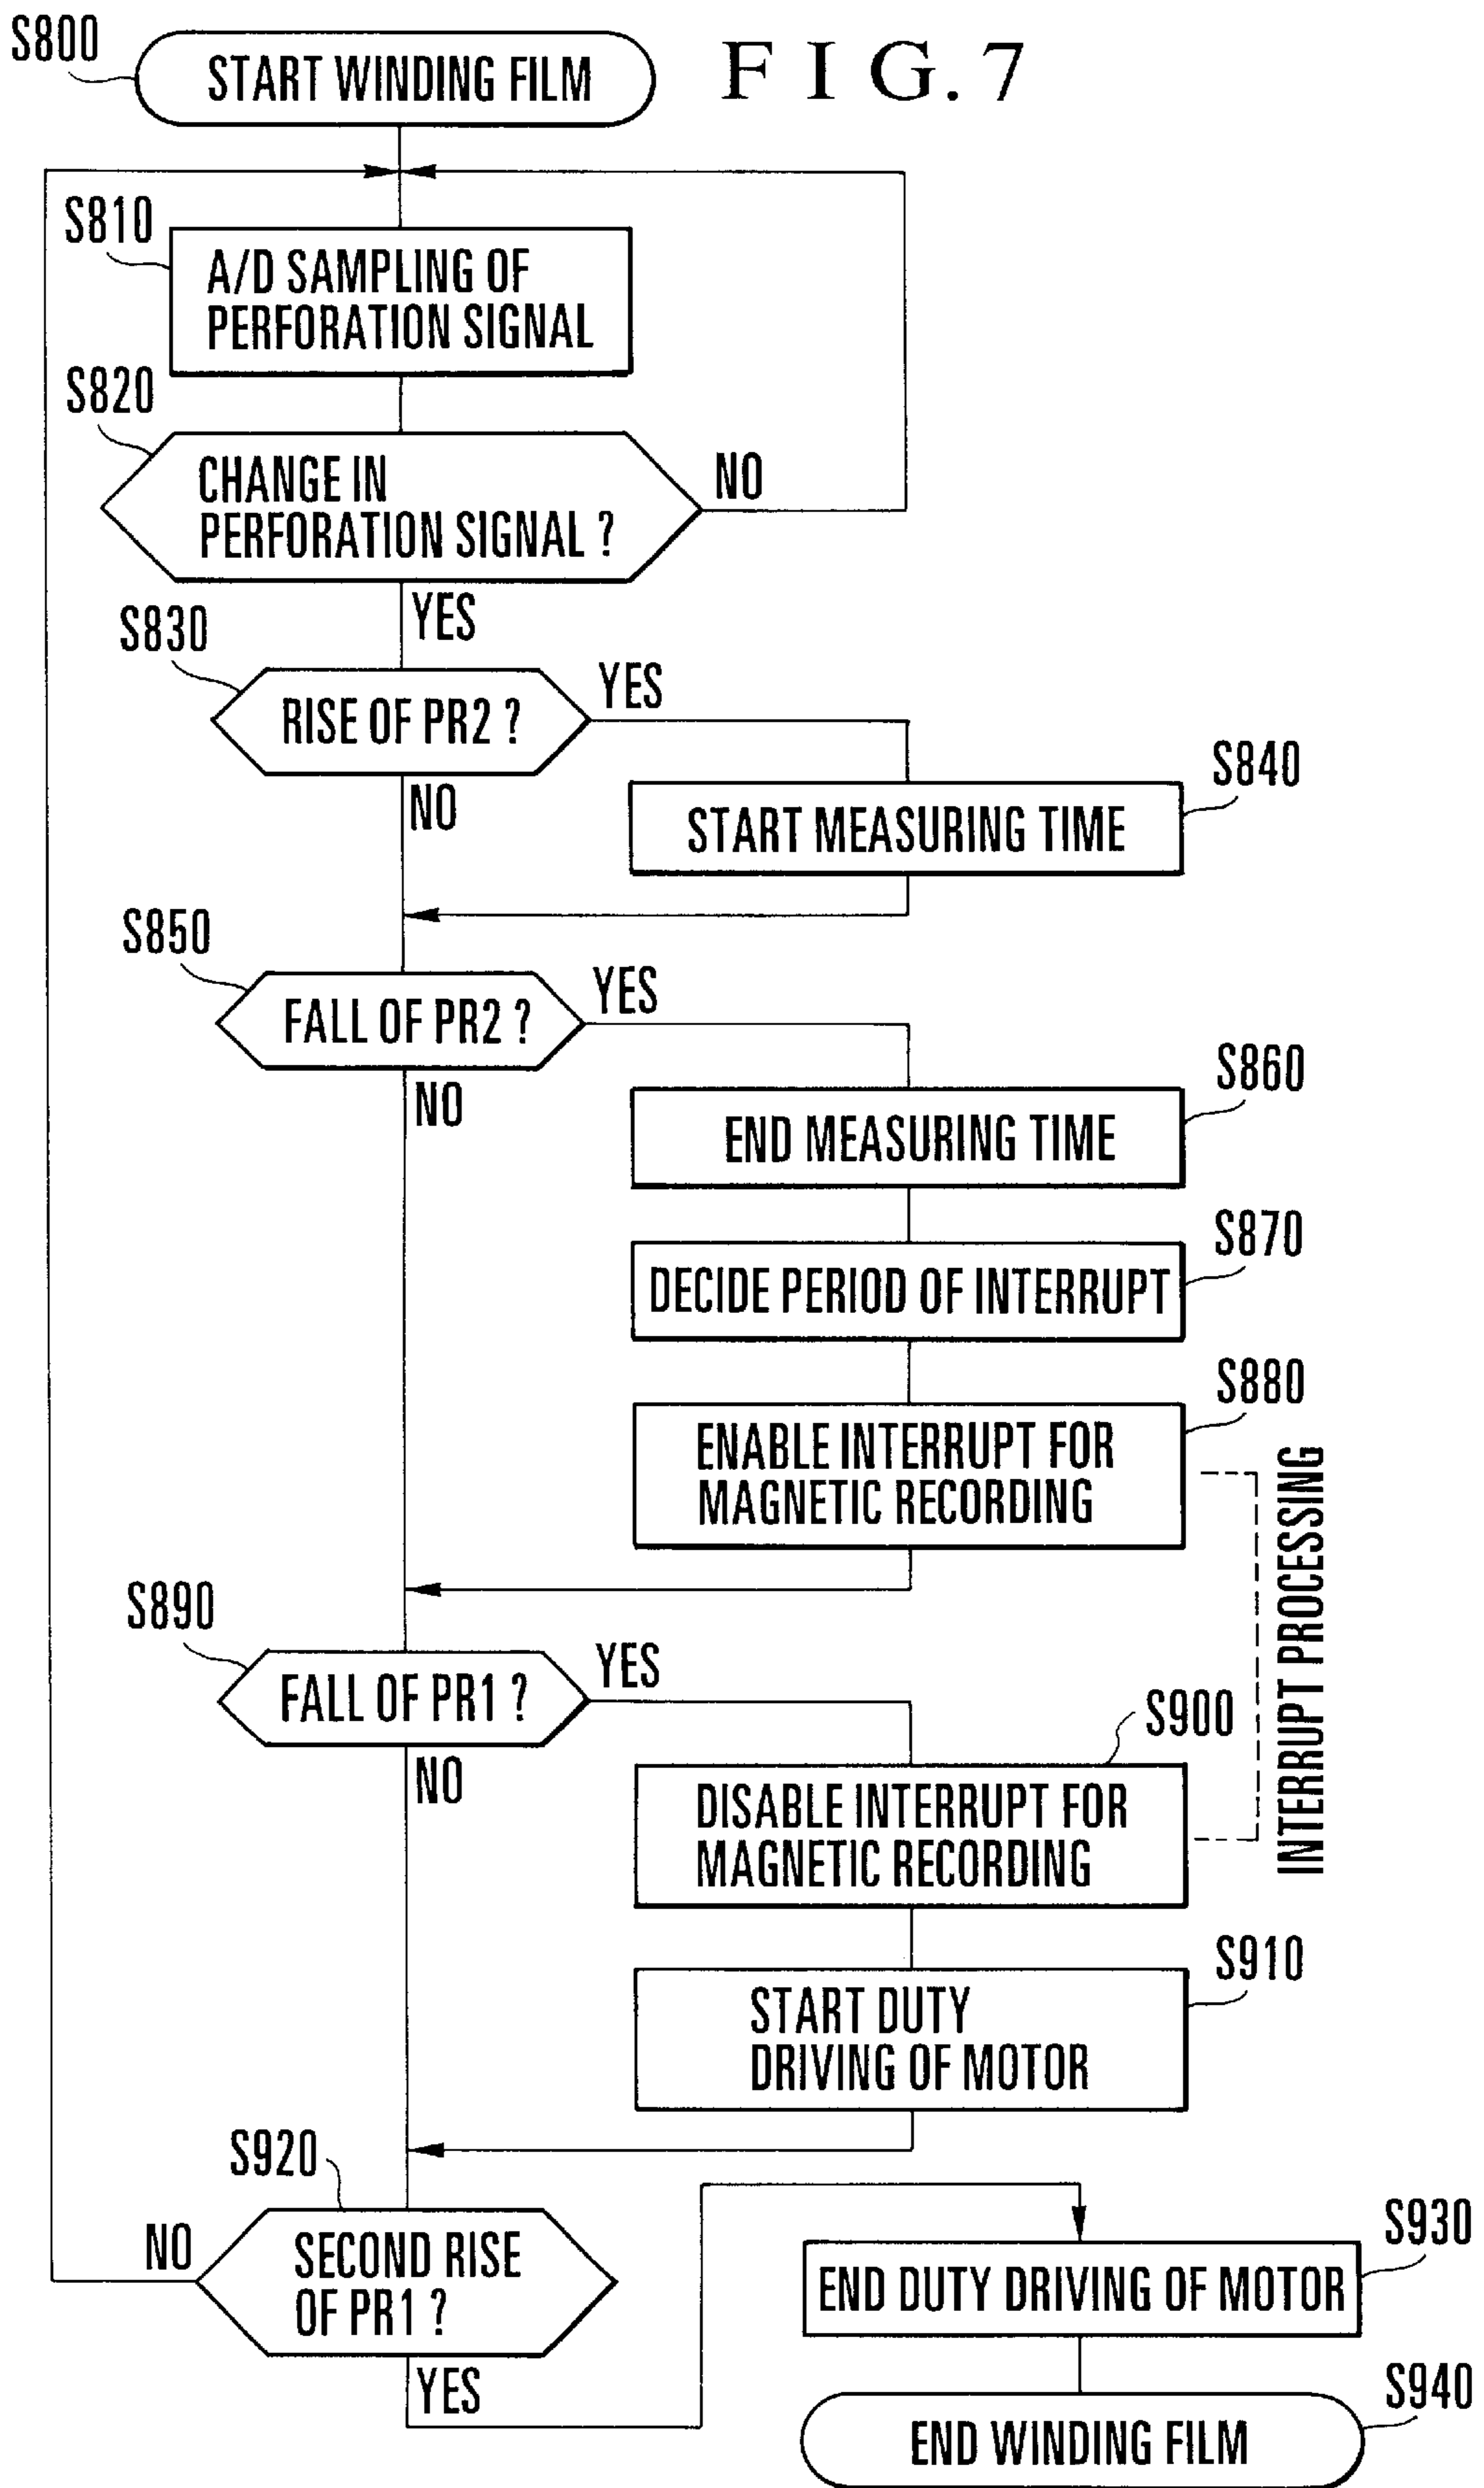 FIG. 7
S800
START WINDING FILM
S810
A/D SAMPLING OF
PERFORATION SIGNAL
S820
CHANGE IN
PERFORATION SIGNAL ?
NO
YES
S830
RISE OF PR2 ?
YES
NO
S840
START MEASURING TIME
S850
FALL OF PR2 ?
YES
NO
S860
END MEASURING TIME
S870
DECIDE PERIOD OF INTERRUPT
S880
ENABLE INTERRUPT FOR
MAGNETIC RECORDING
INTERRUPT PROCESSING
S890
FALL OF PR1 ?
YES
NO
S900
DISABLE INTERRUPT FOR
MAGNETIC RECORDING
S910
START DUTY
DRIVING OF MOTOR
S920
SECOND RISE
OF PR1 ?
NO
YES
S930
END DUTY DRIVING OF MOTOR
S940
END WINDING FILM